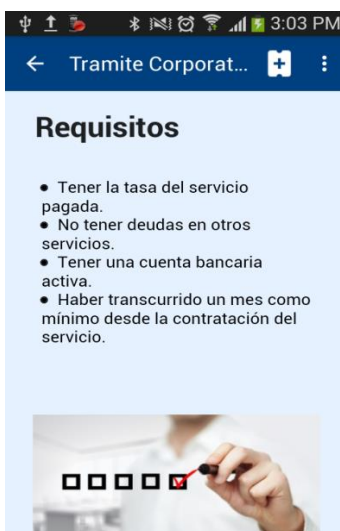 3:03 PM
Tramite Corporat...
Requisitos
• Tener la tasa del servicio
pagada.
• No tener deudas en otros
servicios.
• Tener una cuenta bancaria
activa.
• Haber transcurrido un mes como
mínimo desde la contratación del
servicio.